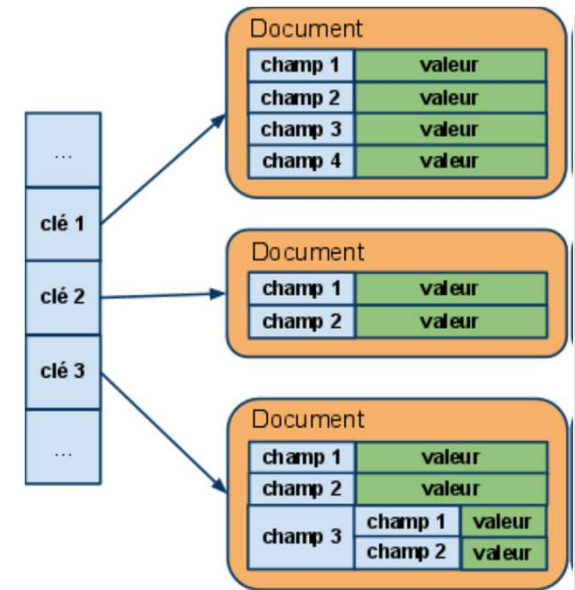 ...
clé 1
clé 2
clé 3
...
Document
champ 1 valeur
champ 2 valeur
champ 3 valeur
champ 4 valeur
Document
champ 1 valeur
champ 2 valeur
Document
champ 1 valeur
champ 2 valeur
champ 3
champ 1 valeur
champ 2 valeur